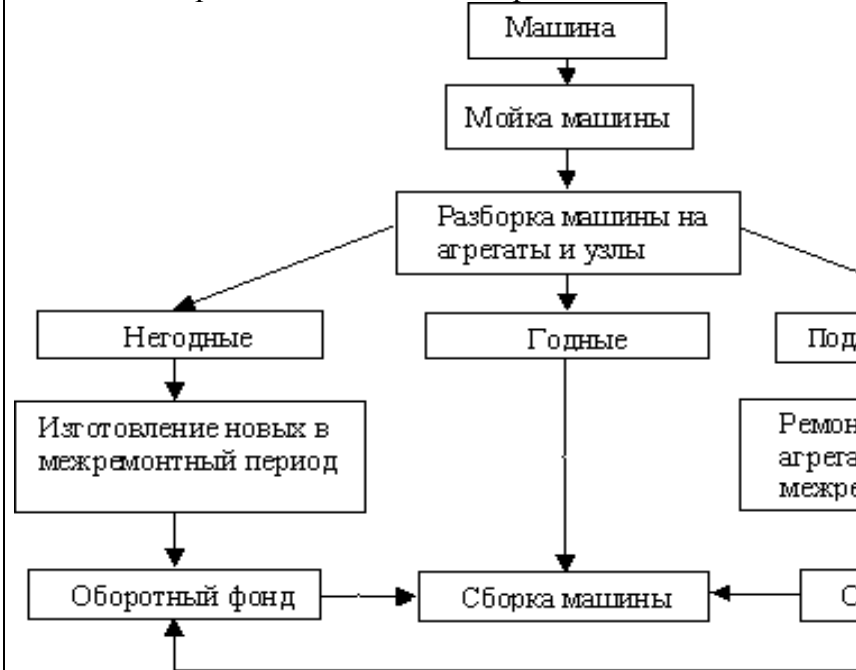 Машина
Мойка машины
Разборка машины на
агрегаты и узлы
Негодные
Годные
Изготовление новых в
межремонтный период
Оборотный фонд
Сборка машины